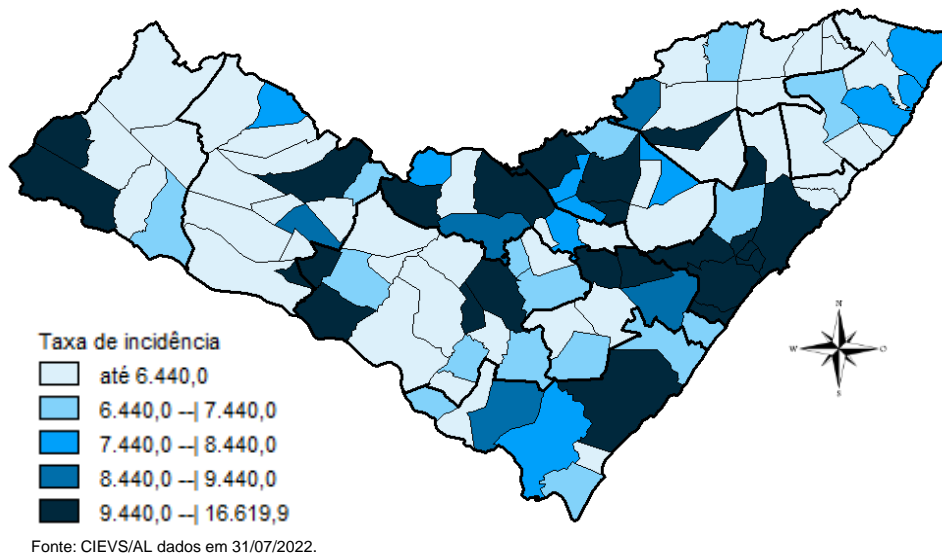 N
W
O
S
Taxa de incidência
até 6.440,0
6.440,0 --| 7.440,0
7.440,0 --| 8.440,0
8.440,0 --| 9.440,0
9.440,0 --| 16.619,9
Fonte: CIEVS/AL dados em 31/07/2022.